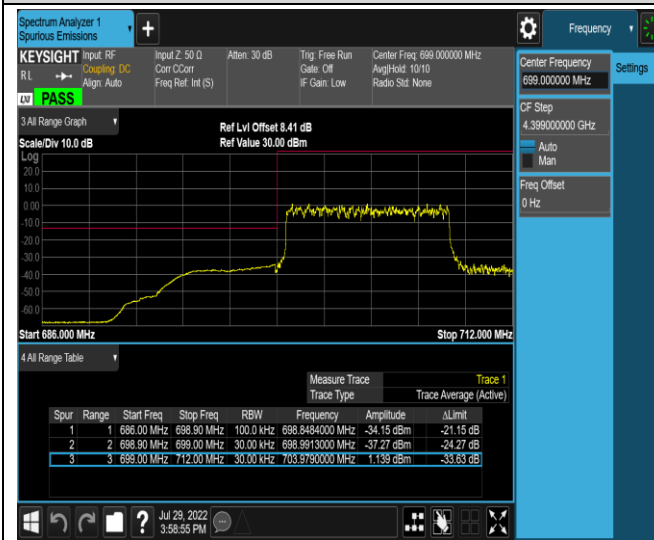 Spectrum Analyzer 1
Spurious Emissions
+
Frequency
KEYSIGHT Input: RF
Coupling: DC
Align: Auto
Input Z: 50 Ω
Corr CCorr
Freq Ref: Int (S)
Atten: 30 dB
Trig: Free Run
Gate: Off
IF Gain: Low
Center Freq: 699.000000 MHz
Avg|Hold: 10/10
Radio Std: None
RL
LXI PASS
Center Frequency
699.000000 MHz
Settings
CF Step
4.399000000 GHz
Auto
Man
Freq Offset
0 Hz
3 All Range Graph
Scale/Div 10.0 dB
Ref Lvl Offset 8.41 dB
Ref Value 30.00 dBm
Log
20.0
10.0
0.00
-10.0
-20.0
-30.0
-40.0
-50.0
-60.0
Start 686.000 MHz
Stop 712.000 MHz
4 All Range Table
Measure Trace Trace 1
Trace Type Trace Average (Active)
Spur Range Start Freq Stop Freq RBW Frequency Amplitude ΔLimit
1 1 686.00 MHz 698.90 MHz 100.0 kHz 698.8484000 MHz -34.15 dBm -21.15 dB
2 2 698.90 MHz 699.00 MHz 30.00 kHz 698.9913000 MHz -37.27 dBm -24.27 dB
3 3 699.00 MHz 712.00 MHz 30.00 kHz 703.9790000 MHz 1.139 dBm -33.63 dB
?
Jul 29, 2022
3:58:55 PM